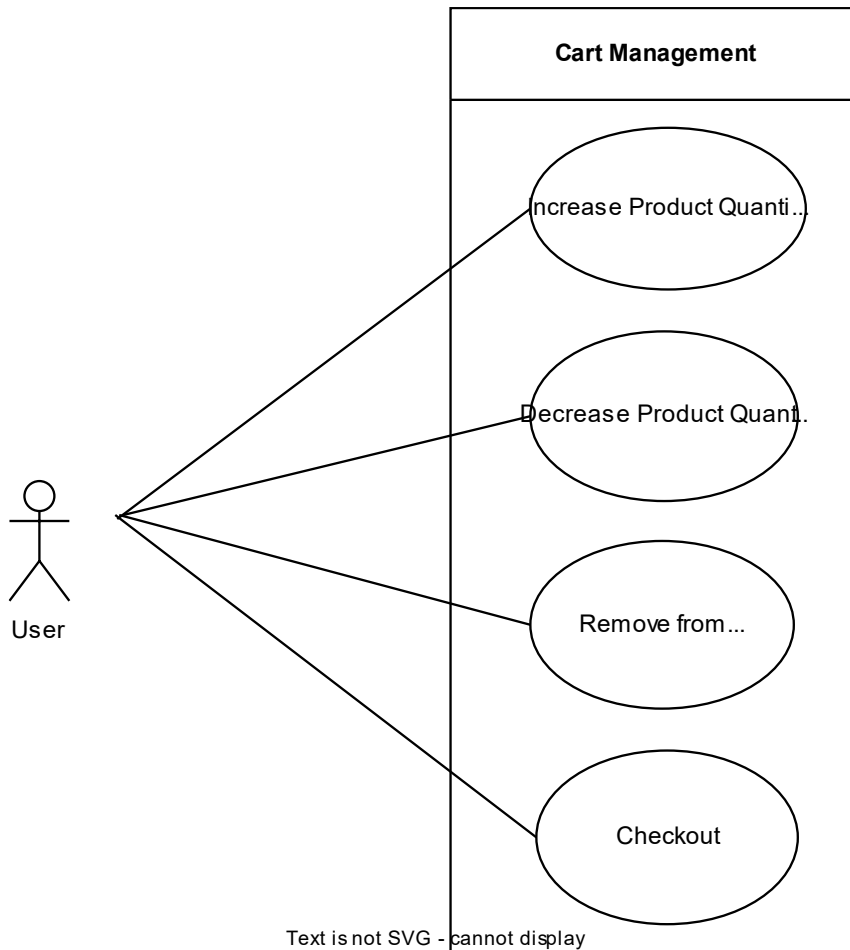 Cart Management
Increase Product Quanti...
Decrease Product Quant...
Remove from...
User
Checkout
Text is not SVG - cannot display